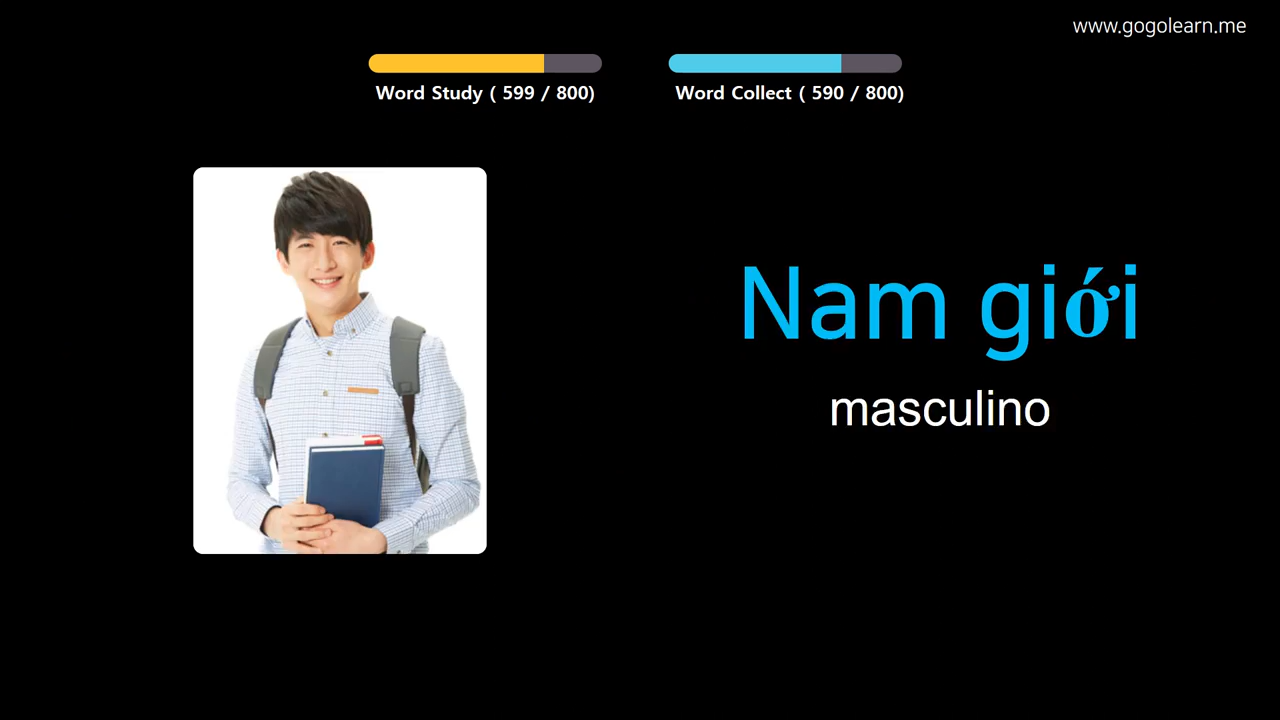 www.gogolearn.me
Word Study ( 599 / 800)
Word Collect ( 590 / 800)
Nam giới
masculino